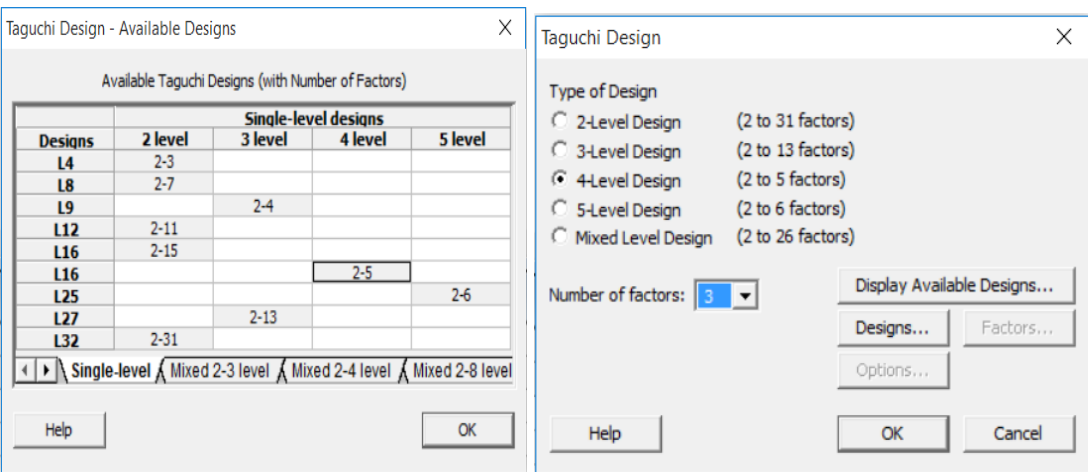 Taguchi Design - Available Designs
Available Taguchi Designs (with Number of Factors)
Single-level designs
Designs 2 level 3 level 4 level 5 level
L4 2-3
L8 2-7
L9 2-4
L12 2-11
L16 2-15
L16 2-5
L25 2-6
L27 2-13
L32 2-31
Single-level Mixed 2-3 level Mixed 2-4 level Mixed 2-8 level
Help OK
Taguchi Design
Type of Design
2-Level Design (2 to 31 factors)
3-Level Design (2 to 13 factors)
4-Level Design (2 to 5 factors)
5-Level Design (2 to 6 factors)
Mixed Level Design (2 to 26 factors)
Number of factors: 3 Display Available Designs...
Designs... Factors...
Options...
Help OK Cancel